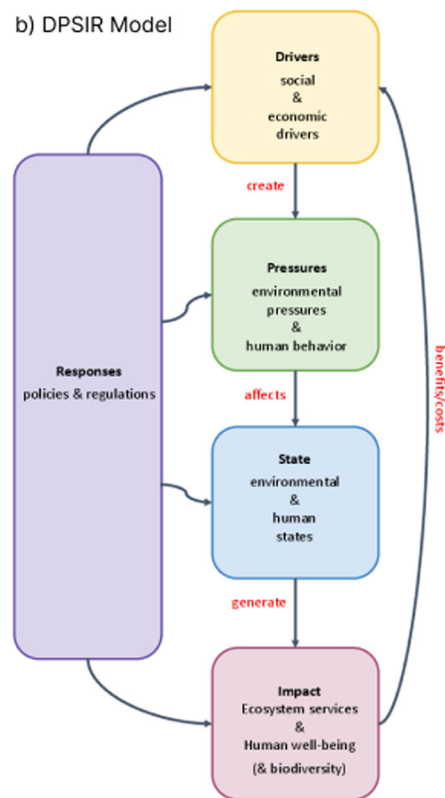 b) DPSIR Model
Drivers
social
&
economic
drivers
create
Pressures
environmental
pressures
&
human behavior
affects
Responses
policies & regulations
benefits/costs
State
environmental
&
human
states
generate
Impact
Ecosystem services
&
Human well-being
(& biodiversity)